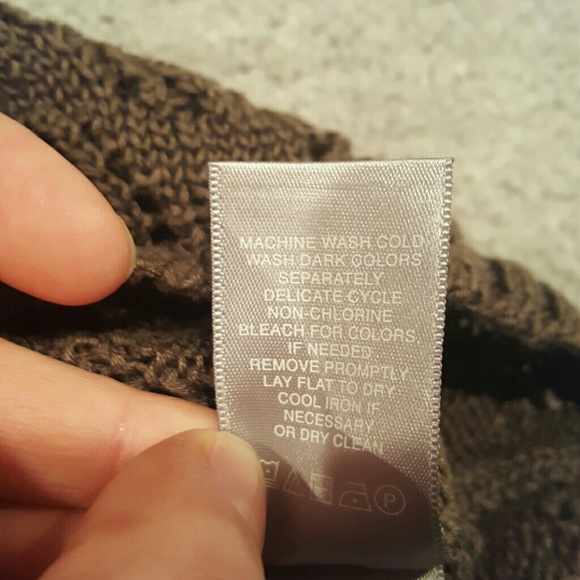 MACHINE WASH COLD
WASH DARK COLORS
SEPARATELY
DELICATE CYCLE
NON-CHLORINE
BLEACH FOR COLORS,
IF NEEDED
REMOVE PROMPTLY
LAY FLAT TO DRY
COOL IRON IF
NECESSARY
OR DRY CLEAN
P